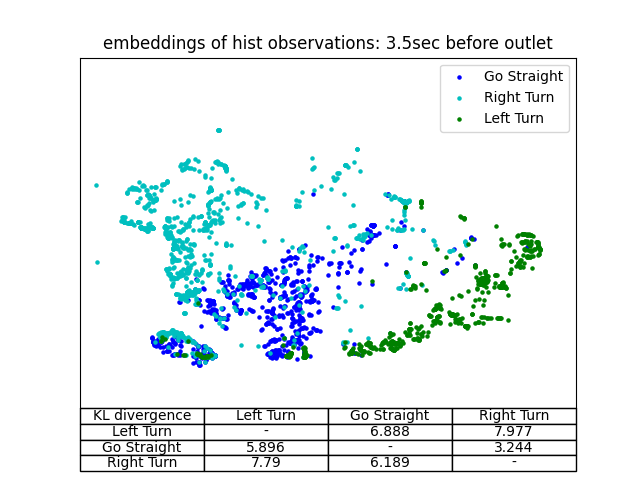 embeddings of hist observations: 3.5sec before outlet
Go Straight
Right Turn
Left Turn
KL divergence Left Turn Go Straight Right Turn
Left Turn - 6.888 7.977
Go Straight 5.896 - 3.244
Right Turn 7.79 6.189 -